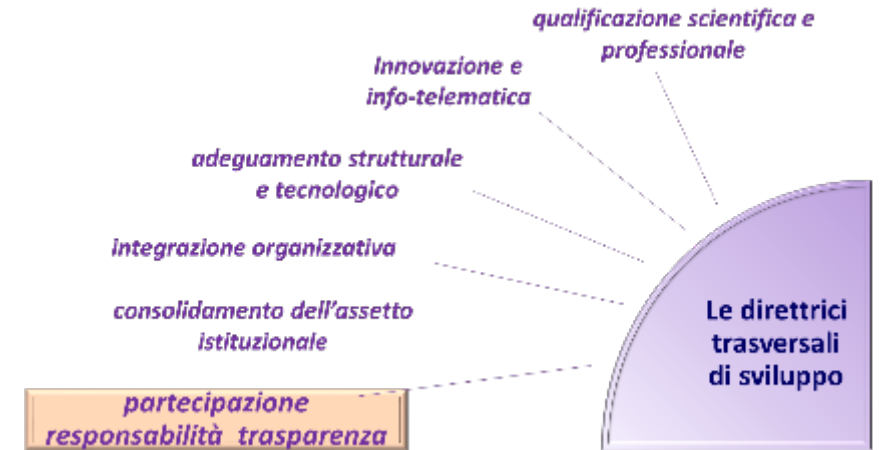 qualificazione scientifica e
professionale
Innovazione e
info-telematica
adeguamento strutturale
e tecnologico
integrazione organizzativa
consolidamento dell'assetto
istituzionale
partecipazione
responsabilità trasparenza
Le direttrici
trasversali
di sviluppo